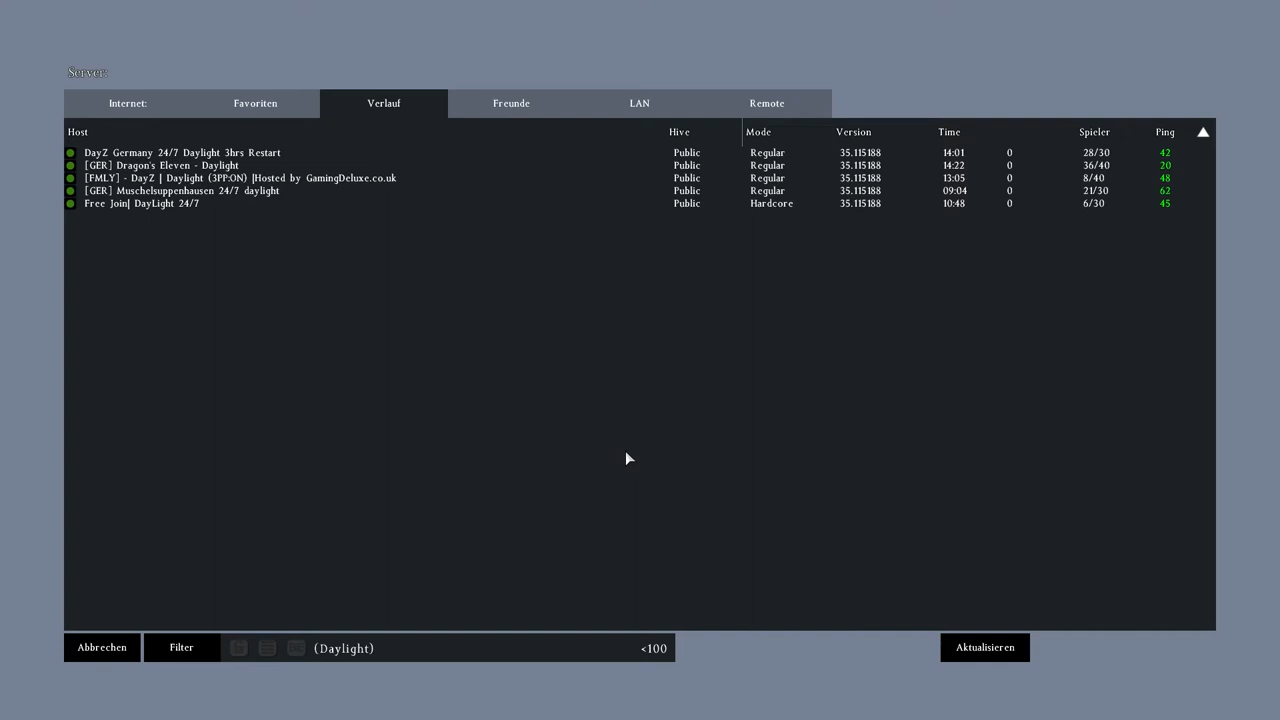 Server:
Internet: Favoriten Verlauf Freunde LAN Remote
Host Hive Mode Version Time Spieler Ping
DayZ Germany 24/7 Daylight 3hrs Restart Public Regular 35.115188 14:01 0 28/30 42
[GER] Dragon's Eleven - Daylight Public Regular 35.115188 14:22 0 36/40 20
[FMLY] - DayZ | Daylight (3PP:ON) |Hosted by GamingDeluxe.co.uk Public Regular 35.115188 13:05 0 8/40 48
[GER] Muschelsuppenhausen 24/7 daylight Public Regular 35.115188 09:04 0 21/30 62
Free Join| DayLight 24/7 Public Hardcore 35.115188 10:48 0 6/30 45
Abbrechen Filter (Daylight) <100 Aktualisieren